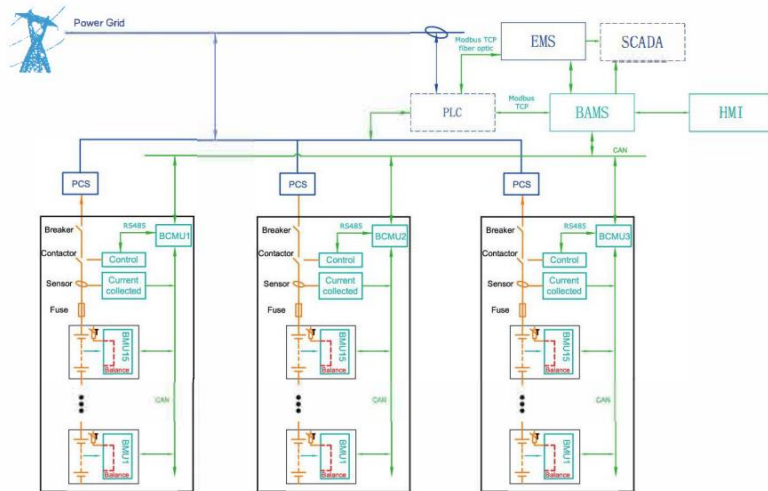 Power Grid
Modbus TCP
fiber optic
EMS
SCADA
PLC
Modbus
TCP
BAMS
HMI
CAN
PCS
PCS
PCS
Breaker
RS485
BCMU1
Contactor
Control
Sensor
Current
collected
Fuse
T
BMU15
Balance
CAN
T
BMU1
Balance
Breaker
RS485
BCMU2
Contactor
Control
Sensor
Current
collected
Fuse
T
BMU15
Balance
CAN
T
BMU1
Balance
Breaker
RS485
BCMU3
Contactor
Control
Sensor
Current
collected
Fuse
T
BMU15
Balance
CAN
T
BMU1
Balance